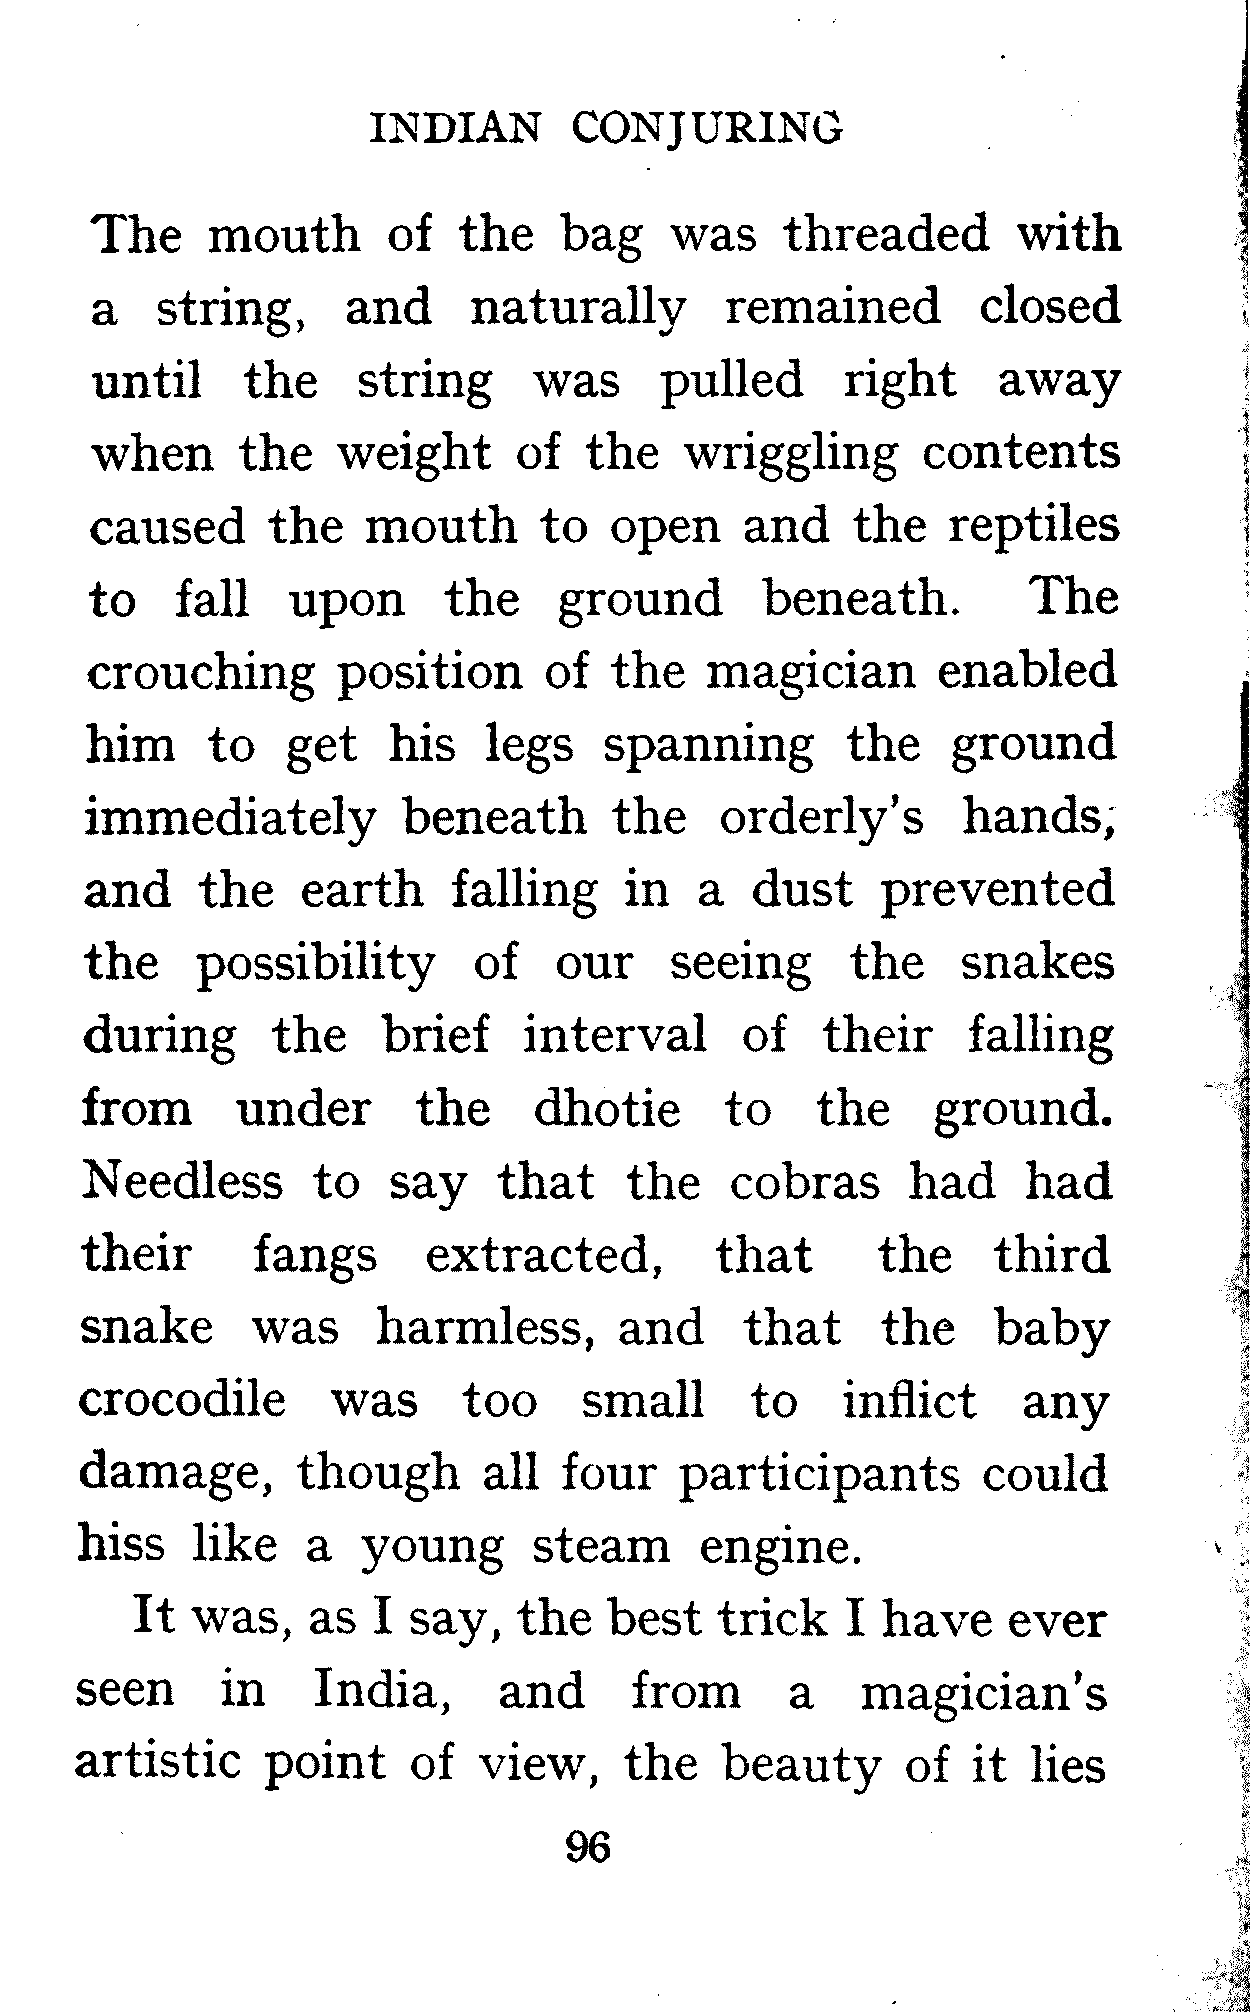 INDIAN CONJURING
The mouth of the bag was threaded with
a string, and naturally remained closed
until the string was pulled right away
when the weight of the wriggling contents
caused the mouth to open and the reptiles
to fall upon the ground beneath. The
crouching position of the magician enabled
him to get his legs spanning the ground
immediately beneath the orderly's hands;
and the earth falling in a dust prevented
the possibility of our seeing the snakes
during the brief interval of their falling
from under the dhotie to the ground.
Needless to say that the cobras had had
their fangs extracted, that the third
snake was harmless, and that the baby
crocodile was too small to inflict any
damage, though all four participants could
hiss like a young steam engine.
It was, as I say, the best trick I have ever
seen in India, and from a magician's
artistic point of view, the beauty of it lies
96